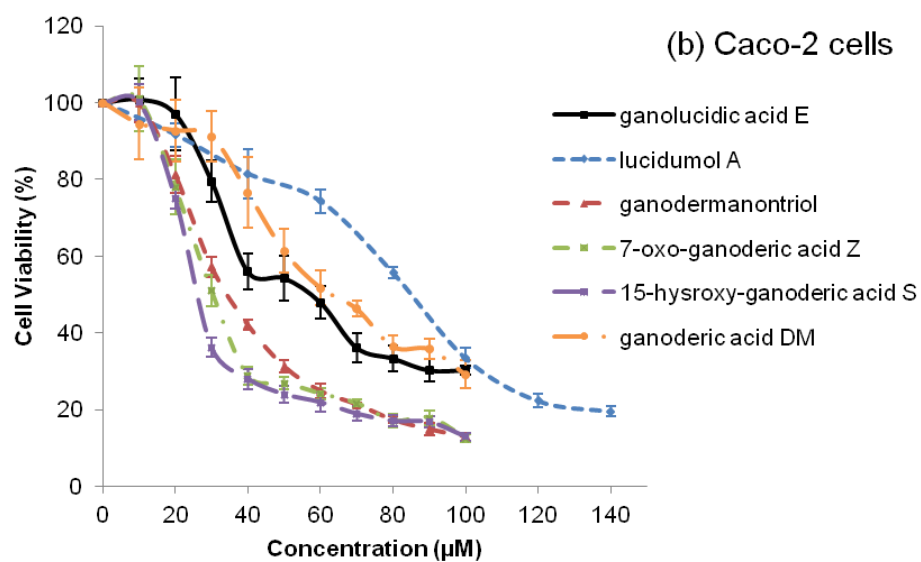 (b) Caco-2 cells
Cell Viability (%)
120
100
80
60
40
20
0
0 20 40 60 80 100 120 140
Concentration (µM)
ganolucidic acid E
lucidumol A
ganodermanontriol
7-oxo-ganoderic acid Z
15-hysroxy-ganoderic acid S
ganoderic acid DM